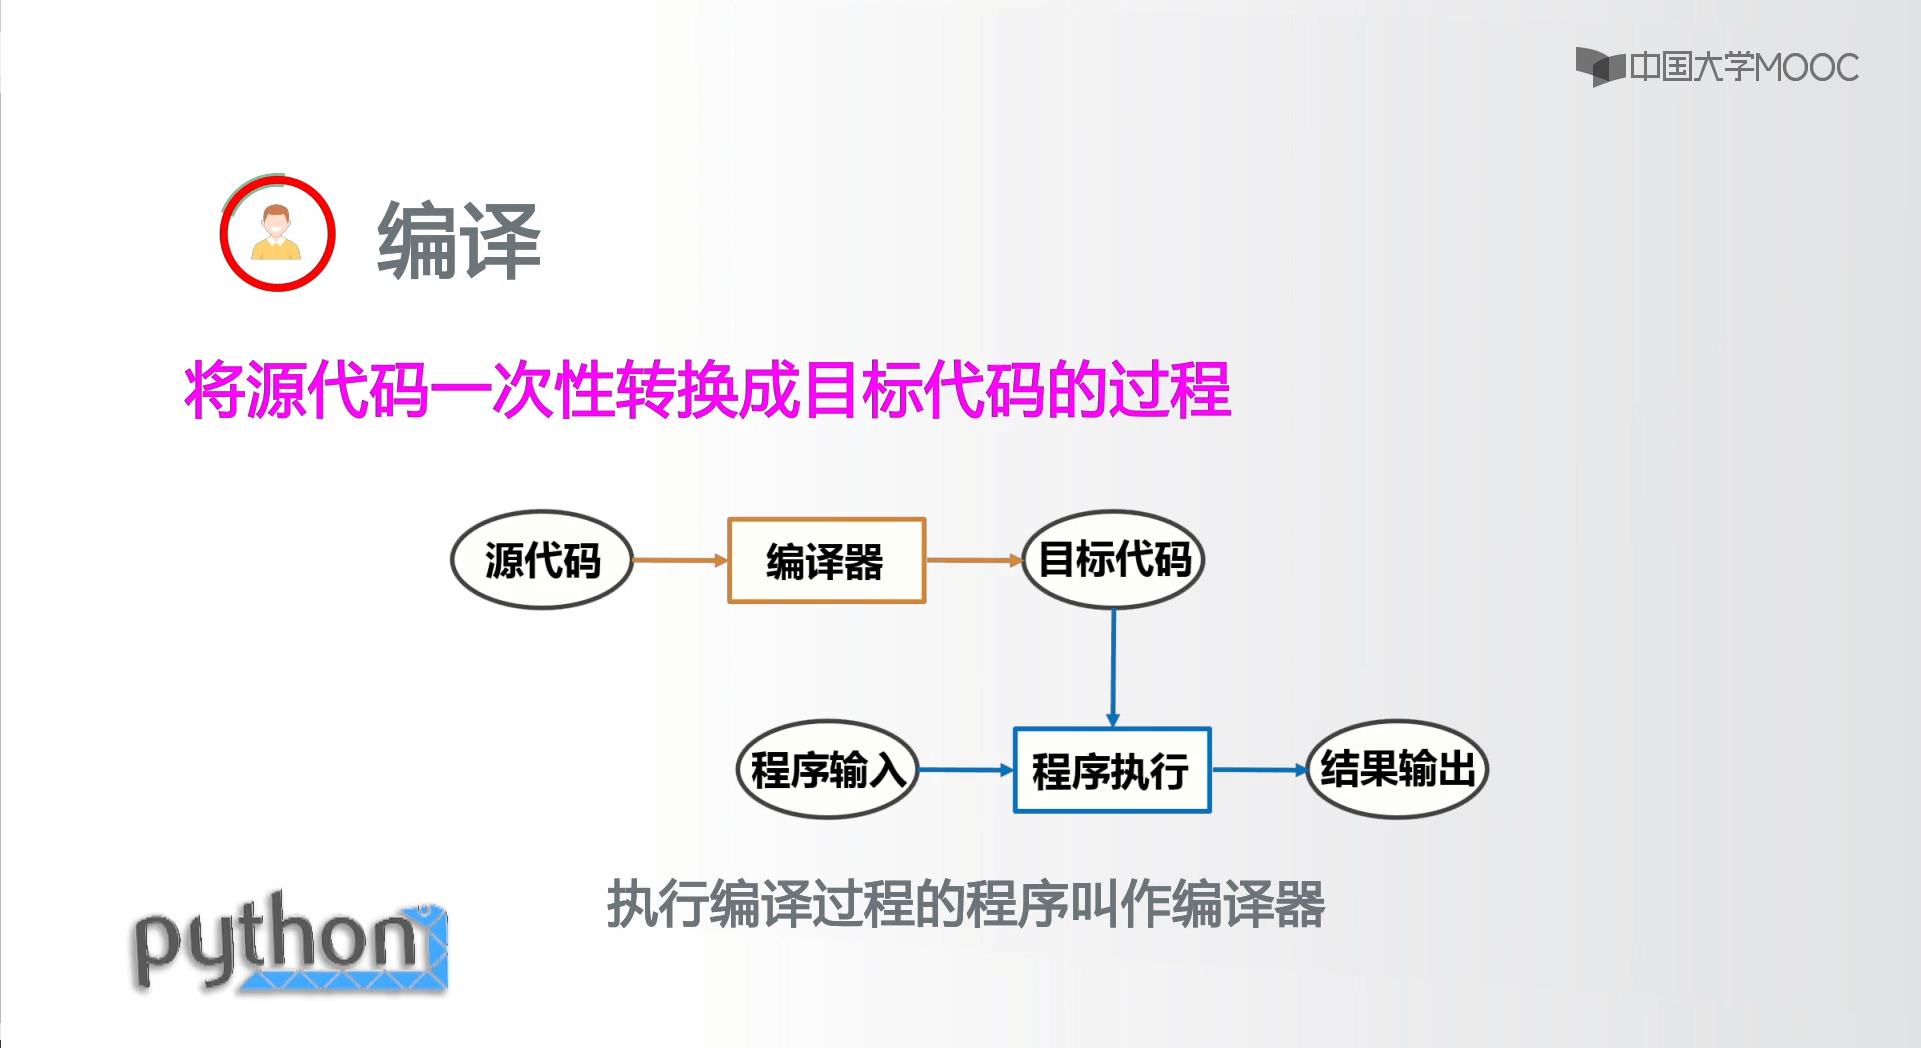 中国大学MOOC
编译
将源代码一次性转换成目标代码的过程
源代码
编译器
目标代码
程序输入
程序执行
结果输出
执行编译过程的程序叫作编译器
python